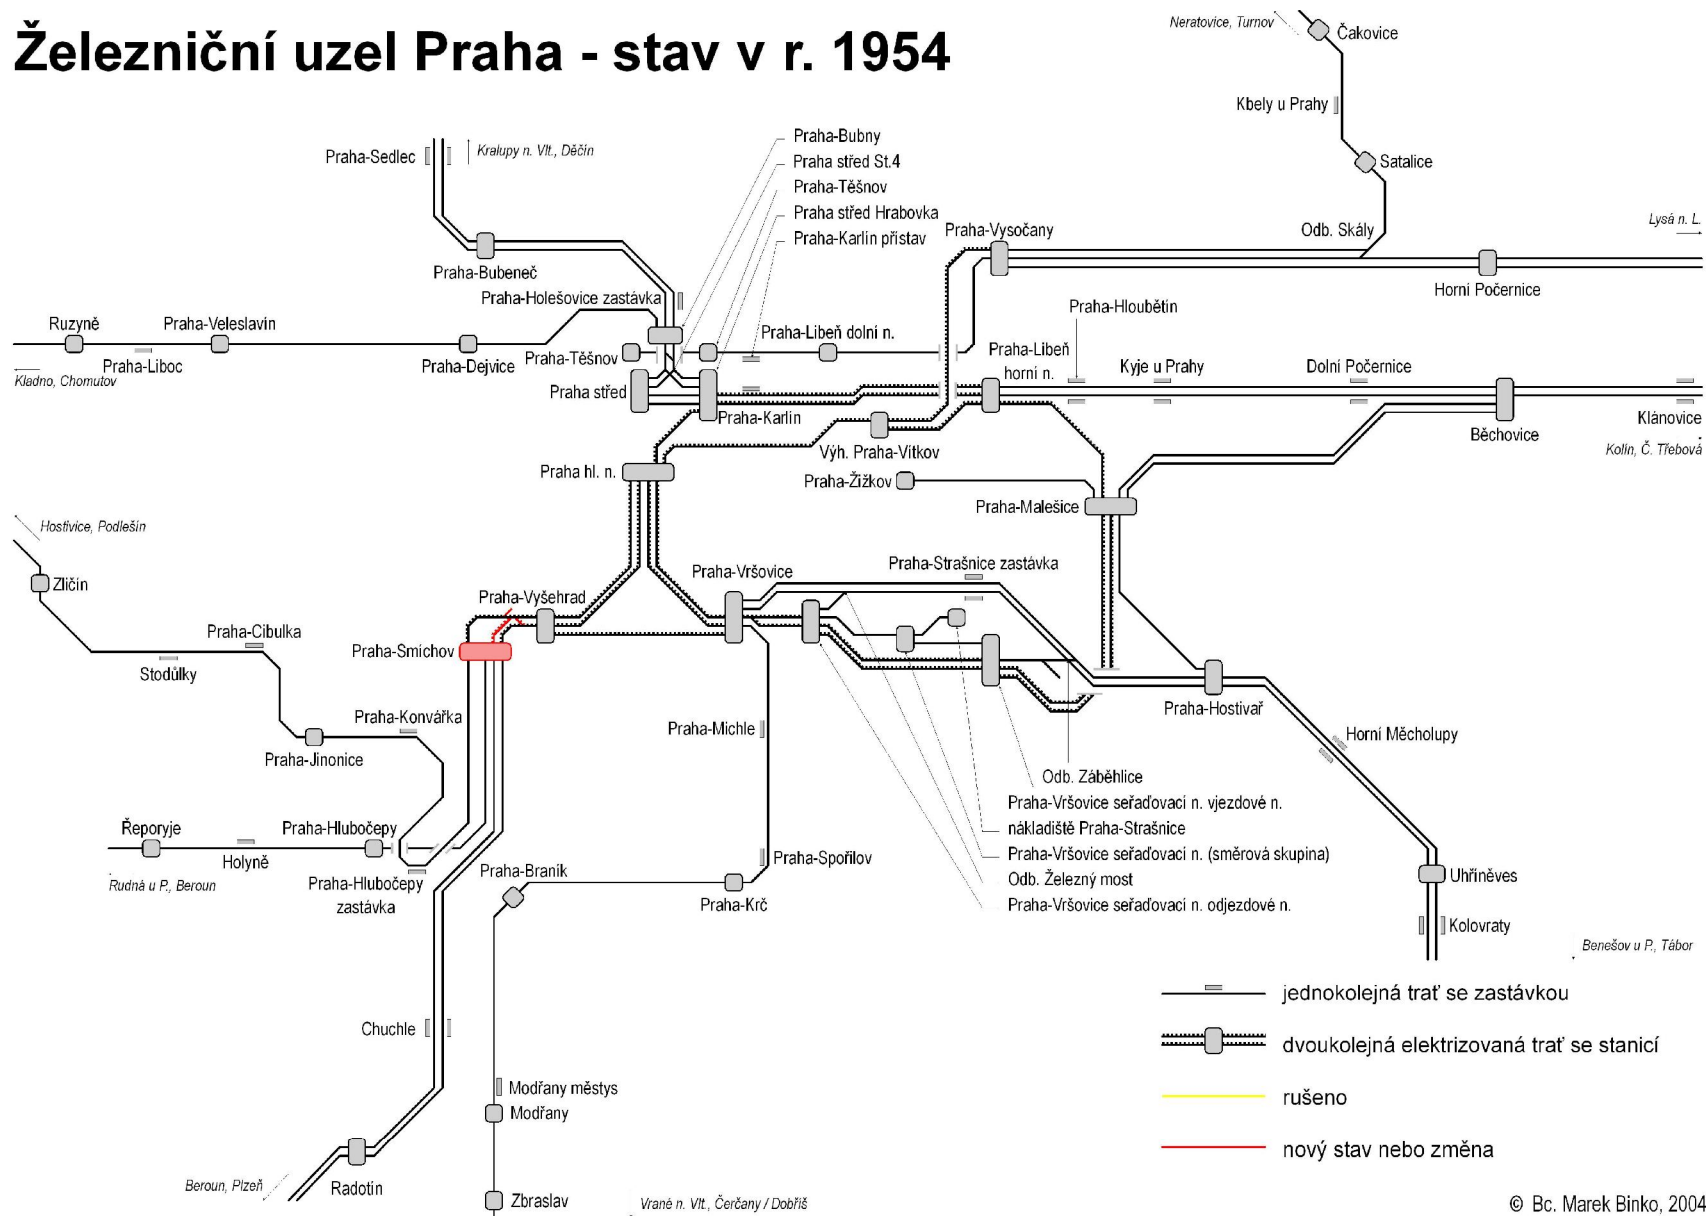 Železniční uzel Praha - stav v r. 1954
Neratovice, Turnov
Čakovice
Kbely u Prahy
Satalice
Praha-Sedlec
Kralupy n. Vlt., Děčín
Praha-Bubny
Praha střed St.4
Praha-Těšnov
Praha střed Hrabovka
Praha-Karlín přístav
Praha-Vysočany
Odb. Skály
Lysá n. L.
Praha-Bubeneč
Horní Počernice
Praha-Holešovice zastávka
Praha-Hloubětín
Ruzyně
Praha-Veleslavín
Praha-Liboc
Praha-Dejvice
Kladno, Chomutov
Praha-Těšnov
Praha-Libeň dolní n.
Praha-Libeň
horní n.
Kyje u Prahy
Dolní Počernice
Praha střed
Praha-Karlín
Klánovice
Běchovice
Kolín, Č. Třebová
Výh. Praha-Vítkov
Praha hl. n.
Praha-Žižkov
Praha-Malešice
Hostivice, Podlešín
Zličín
Praha-Vršovice
Praha-Strašnice zastávka
Praha-Vyšehrad
Praha-Cibulka
Stodůlky
Praha-Smíchov
Praha-Konvářka
Praha-Jinonice
Praha-Michle
Praha-Hostivař
Horní Měcholupy
Odb. Záběhlice
Praha-Vršovice seřaďovací n. vjezdové n.
nákladiště Praha-Strašnice
Praha-Vršovice seřaďovací n. (směrová skupina)
Odb. Železný most
Praha-Vršovice seřaďovací n. odjezdové n.
Řeporyje
Holyně
Praha-Hlubočepy
Rudná u P., Beroun
Praha-Hlubočepy
zastávka
Praha-Braník
Praha-Spořilov
Praha-Krč
Uhříněves
Kolovraty
Benešov u P., Tábor
Chuchle
Modřany městys
Modřany
Beroun, Plzeň
Radotín
Zbraslav
Vrané n. Vlt., Čerčany / Dobříš
jednokolejná trať se zastávkou
dvoukolejná elektrizovaná trať se stanicí
rušeno
nový stav nebo změna
© Bc. Marek Binko, 2004